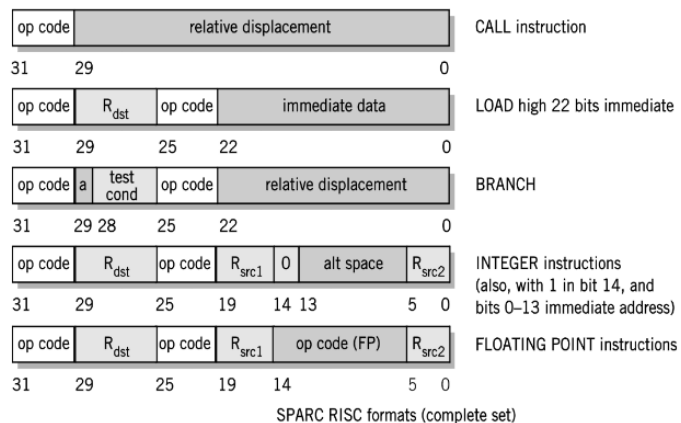 op code relative displacement CALL instruction
31 29 0
op code Rdst op code immediate data LOAD high 22 bits immediate
31 29 25 22 0
op code a test cond op code relative displacement BRANCH
31 29 28 25 22 0
op code Rdst op code Rsrc1 0 alt space Rsrc2 INTEGER instructions
(also, with 1 in bit 14, and
31 29 25 19 14 13 5 0 bits 0–13 immediate address)
op code Rdst op code Rsrc1 op code (FP) Rsrc2 FLOATING POINT instructions
31 29 25 19 14 5 0
SPARC RISC formats (complete set)